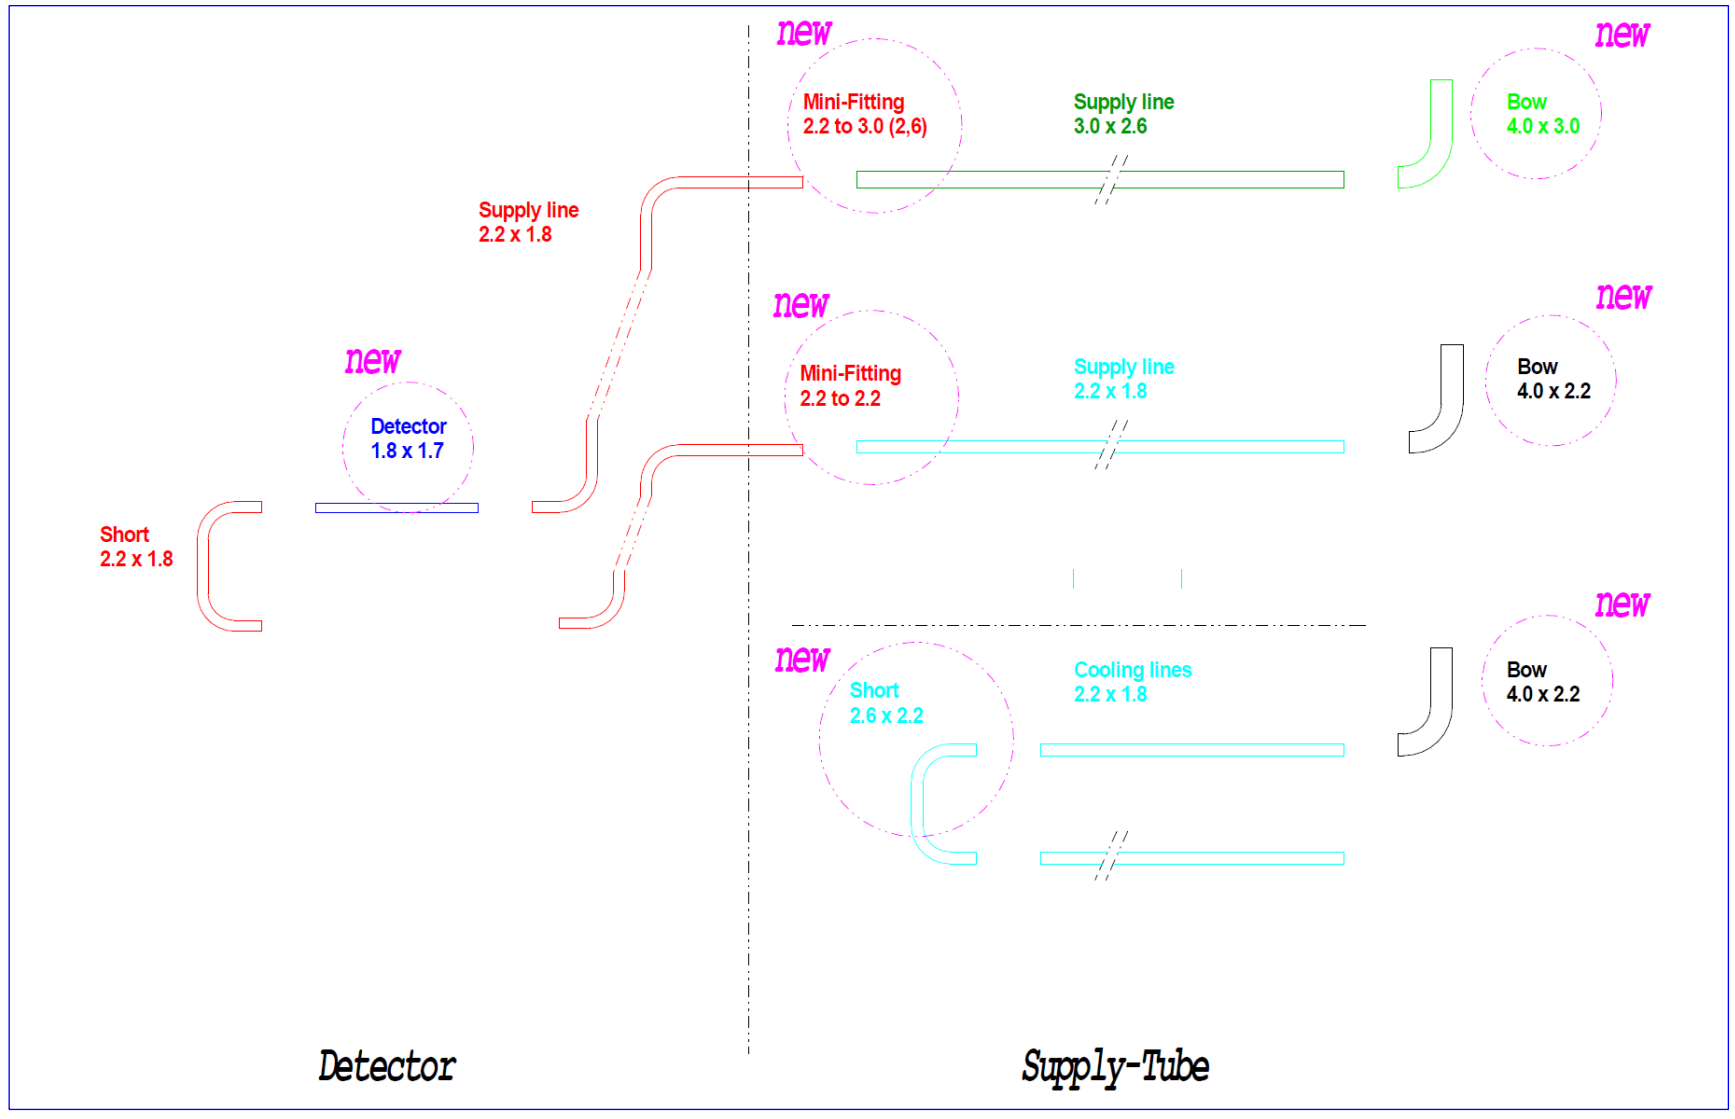 new
new
Mini-Fitting
2.2 to 3.0 (2,6)
Supply line
3.0 x 2.6
Bow
4.0 x 3.0
Supply line
2.2 x 1.8
new
new
Mini-Fitting
2.2 to 2.2
Supply line
2.2 x 1.8
Bow
4.0 x 2.2
new
Detector
1.8 x 1.7
Short
2.2 x 1.8
new
new
Short
2.6 x 2.2
Cooling lines
2.2 x 1.8
Bow
4.0 x 2.2
Detector
Supply-Tube